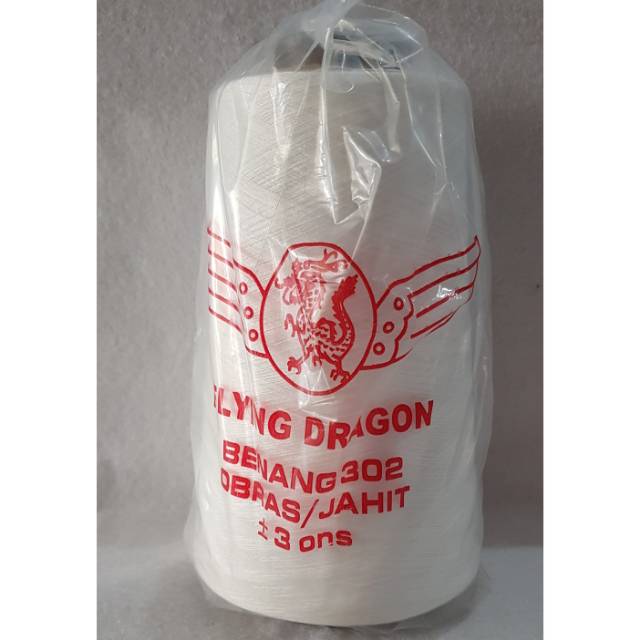 FLYNG DRAGON
BENANG 302
OBRAS/JAHIT
± 3 ons